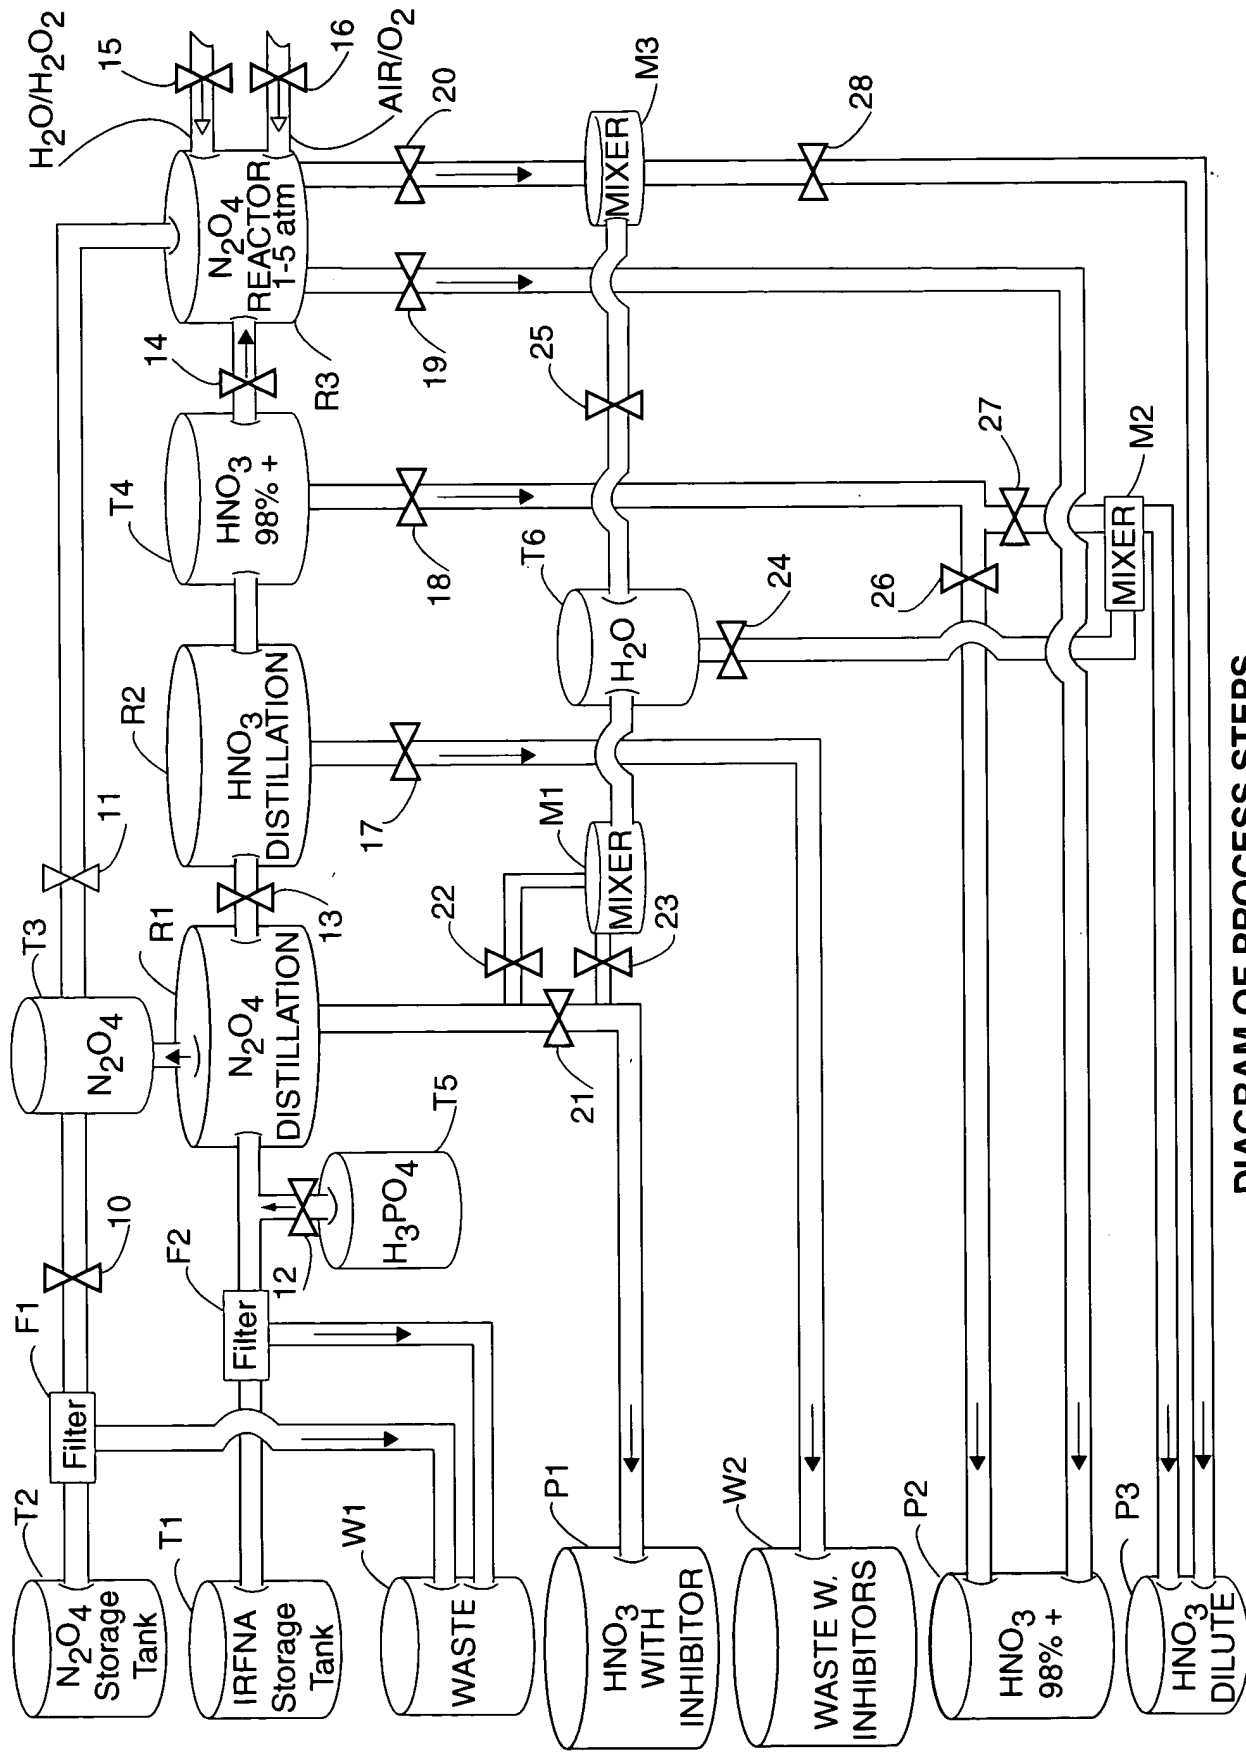 H2O/H2O2
15
16
AIR/O2
20
M3
28
N2O4
REACTOR
1-5 atm
MIXER
14
R3
19
25
T4
HNO3
98% +
18
27
M2
T6
H2O
24
26
MIXER
R2
HNO3
DISTILLATION
17
11
M1
MIXER
T3
N2O4
R1
N2O4
DISTILLATION
13
22
23
21
T5
H3PO4
12
10
F2
Filter
F1
Filter
T2
N2O4
Storage
Tank
T1
IRFNA
Storage
Tank
W1
WASTE
P1
HNO3
WITH
INHIBITOR
W2
WASTE W.
INHIBITORS
P2
HNO3
98% +
P3
HNO3
DILUTE
DIAGRAM OF PROCESS STEPS